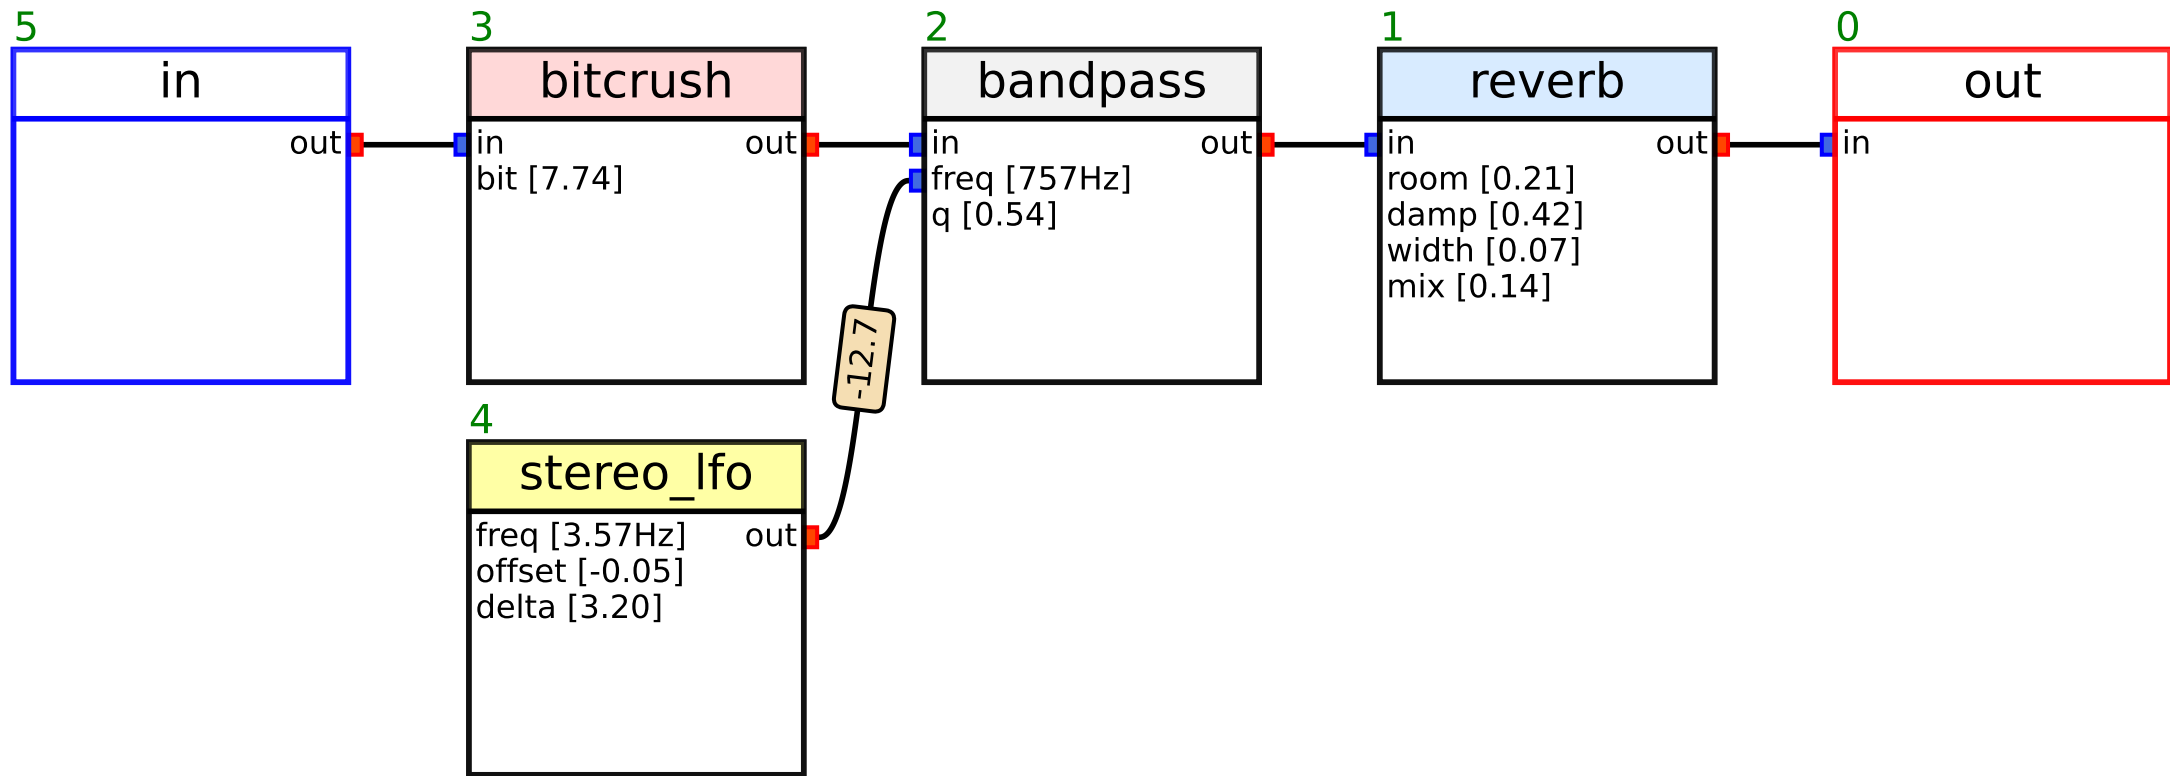 5
in
out
3
bitcrush
in
out
bit [7.74]
2
bandpass
in
out
freq [757Hz]
q [0.54]
1
reverb
in
out
room [0.21]
damp [0.42]
width [0.07]
mix [0.14]
0
out
in
-12.7
4
stereo_lfo
freq [3.57Hz]
out
offset [-0.05]
delta [3.20]